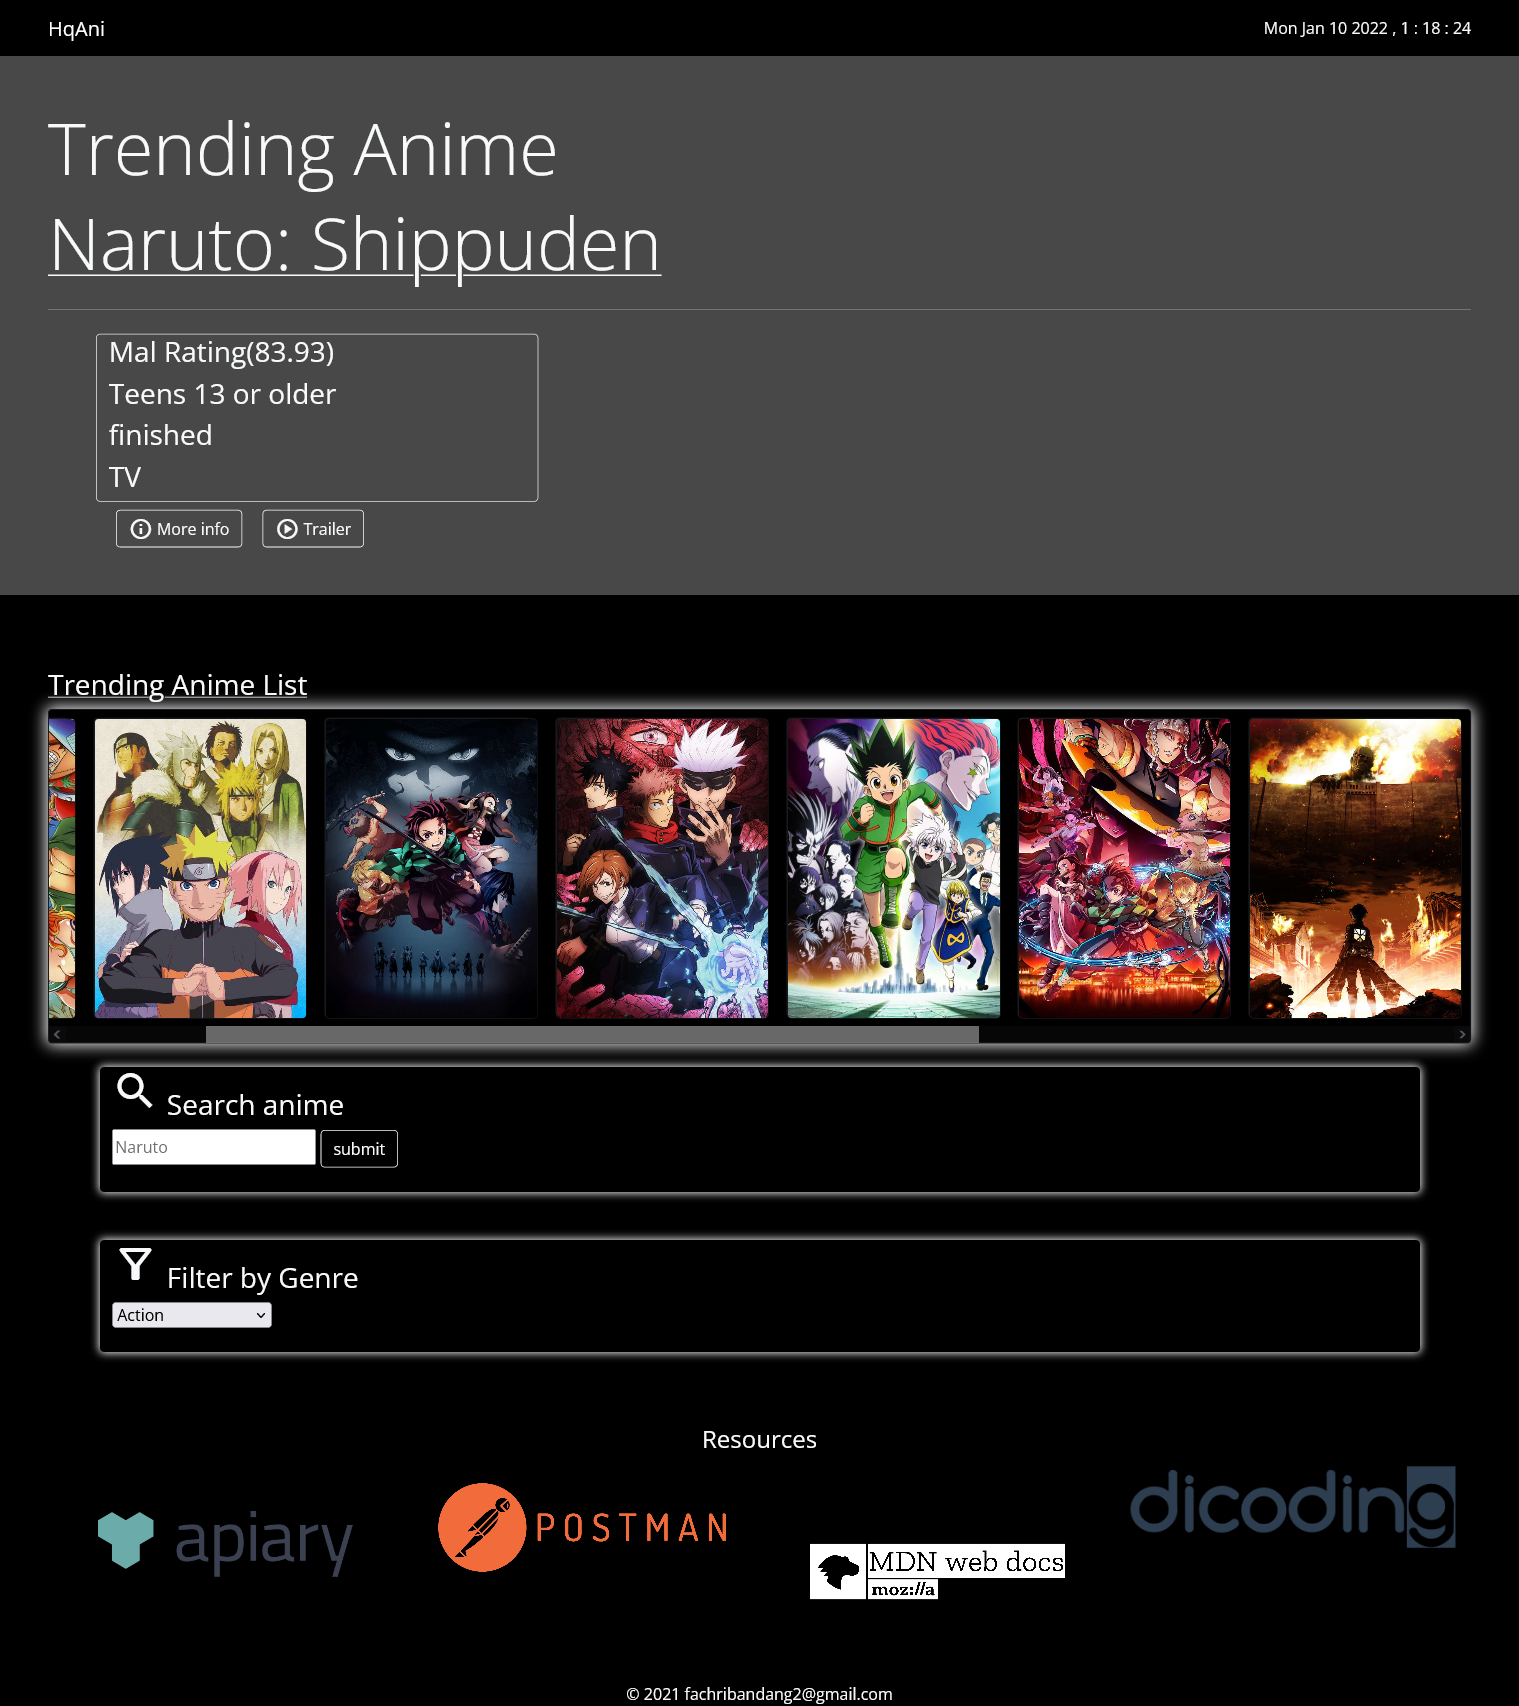 HqAni
Mon Jan 10 2022 , 1 : 18 : 24
Trending Anime
Naruto: Shippuden
Mal Rating(83.93)
Teens 13 or older
finished
TV
More info
Trailer
Trending Anime List
Search anime
Naruto
submit
Filter by Genre
Action
Resources
apiary
POSTMAN
MDN web docs
moz://a
dicoding
© 2021 fachribandang2@gmail.com